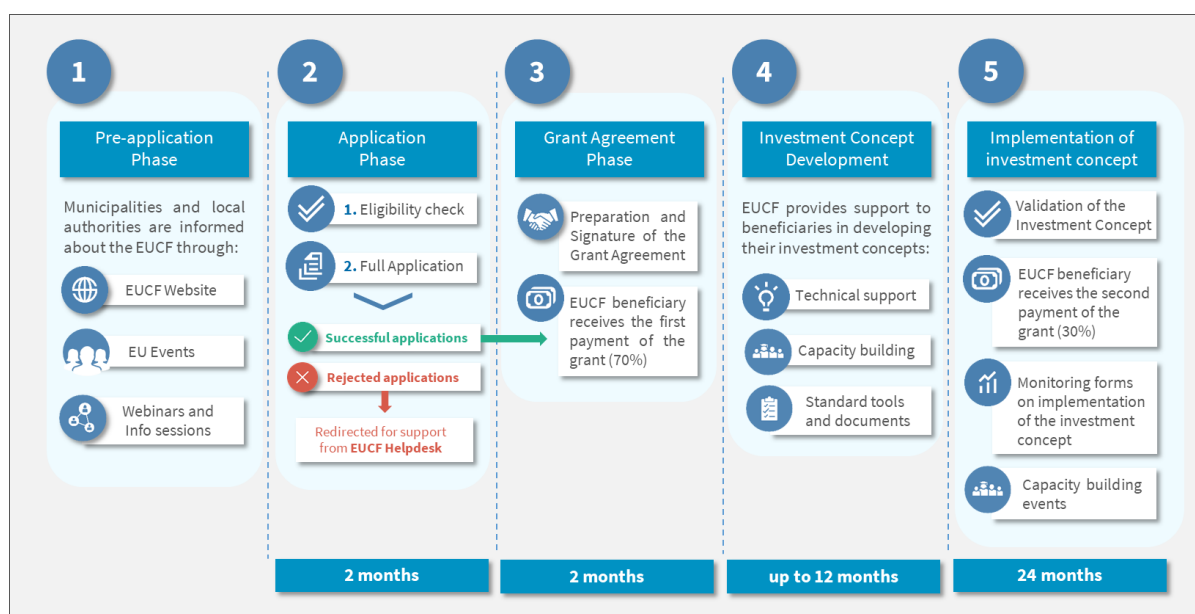 1
Pre-application
Phase
Municipalities and local
authorities are informed
about the EUCF through:
EUCF Website
EU Events
Webinars and
Info sessions
2
Application
Phase
1. Eligibility check
2. Full Application
Successful applications
Rejected applications
Redirected for support
from EUCF Helpdesk
2 months
3
Grant Agreement
Phase
Preparation and
Signature of the
Grant Agreement
EUCF beneficiary
receives the first
payment of the
grant (70%)
2 months
4
Investment Concept
Development
EUCF provides support to
beneficiaries in developing
their investment concepts:
Technical support
Capacity building
Standard tools
and documents
up to 12 months
5
Implementation of
investment concept
Validation of the
Investment Concept
EUCF beneficiary
receives the second
payment of the
grant (30%)
Monitoring forms
on implementation
of the investment
concept
Capacity building
events
24 months